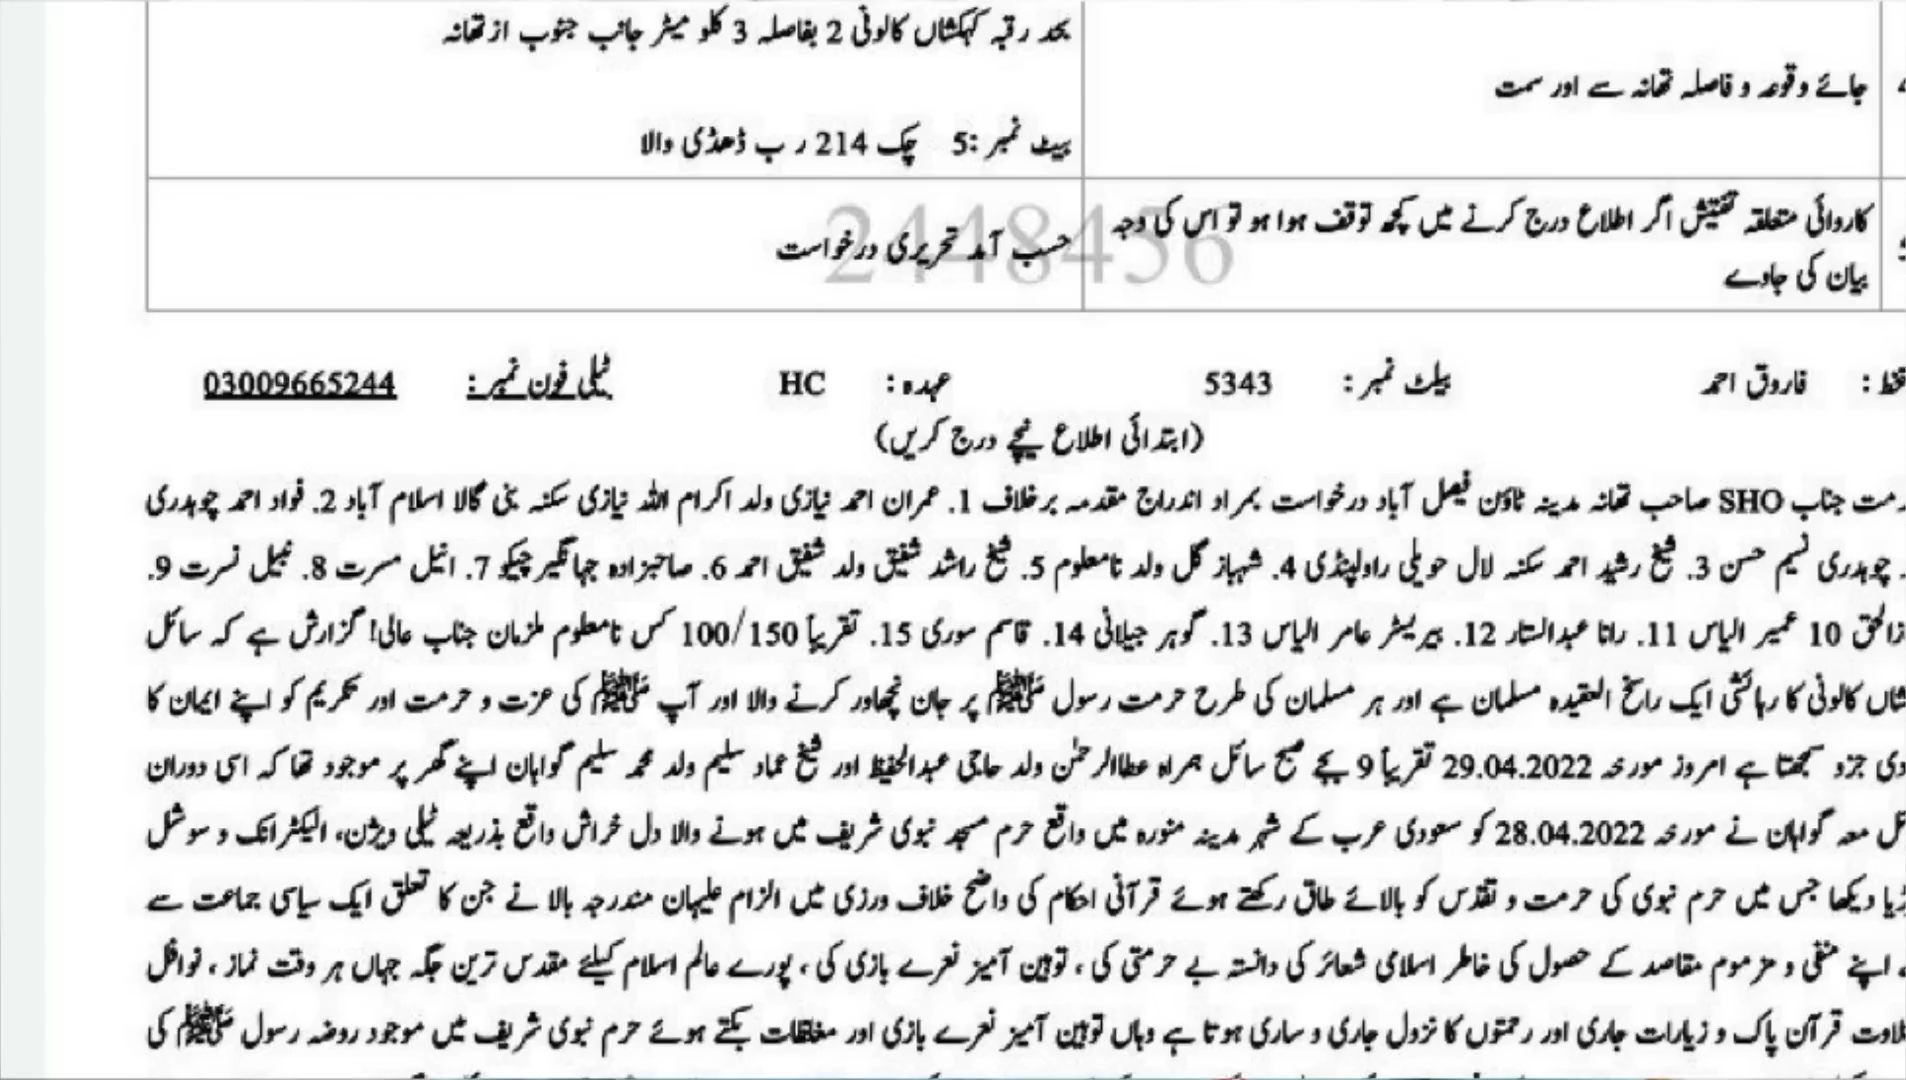 جائے وقوعہ و فاصلہ تھانہ سے اور سمت
بحد رقبہ کہکشاں کالونی 2 بفاصلہ 3 کلو میٹر جانب جنوب از تھانہ
بیٹ نمبر :5 چک 214 ر ب ڈھڈی والا
کاروائی متعلقہ تفتیش اگر اطلاع درج کرنے میں کچھ توقف ہوا ہو تو اس کی وجہ
بیان کی جاوے
حسب آمد تحریری درخواست
2448456
فاروق احمد بیلٹ نمبر : 5343 عہدہ : HC ٹیلی فون نمبر : 03009665244
(ابتدائی اطلاع نیچے درج کریں)
جناب SHO صاحب تھانہ مدینہ ٹاؤن فیصل آباد درخواست بمراد اندراج مقدمہ برخلاف 1. عمران احمد نیازی ولد اکرام اللہ نیازی سکنہ بنی گالا اسلام آباد 2. فواد احمد چوہدری
چوہدری نسیم حسن 3. شیخ رشید احمد سکنہ لال حویلی راولپنڈی 4. شہباز گل ولد نامعلوم 5. شیخ راشد شفیق ولد شفیق احمد 6. صاحبزادہ جہانگیر چیکو 7. انیل مسرت 8. نبیل نسرت 9.
10 عمیر الیاس 11. رانا عبدالستار 12. بیریسٹر عامر الیاس 13. گوہر جیلانی 14. قاسم سوری 15. تقریباً 100/150 کس نامعلوم ملزمان جناب عالی! گزارش ہے کہ سائل
کالونی کا رہائشی ایک راسخ العقیدہ مسلمان ہے اور ہر مسلمان کی طرح حرمت رسول ﷺ پر جان نچھاور کرنے والا اور آپ ﷺ کی عزت و حرمت اور تکریم کو اپنے ایمان کا
جزو سمجھتا ہے امروز مورخہ 29.04.2022 تقریباً 9 بجے صبح سائل ہمراہ عطاالرحمٰن ولد حاجی عبدالحفیظ اور شیخ عماد سلیم ولد محمد سلیم گواہان اپنے گھر پر موجود تھا کہ اسی دوران
معہ گواہان نے مورخہ 28.04.2022 کو سعودی عرب کے شہر مدینہ منورہ میں واقع حرم مسجد نبوی شریف میں ہونے والا دل خراش واقع بذریعہ ٹیلی ویژن، الیکٹرانک و سوشل
دیکھا جس میں حرم نبوی کی حرمت و تقدس کو بالائے طاق رکھتے ہوئے قرآنی احکام کی واضح خلاف ورزی میں الزام علیہان مندرجہ بالا نے جن کا تعلق ایک سیاسی جماعت سے
اپنے منفی و مزموم مقاصد کے حصول کی خاطر اسلامی شعائر کی دانستہ بے حرمتی کی ، توہین آمیز نعرے بازی کی ، پورے عالم اسلام کیلئے مقدس ترین جگہ جہاں ہر وقت نماز ، نوافل
قرآن پاک و زیارات جاری اور رحمتوں کا نزول جاری و ساری ہوتا ہے وہاں توہین آمیز نعرے بازی اور مغلظات بکتے ہوئے حرم نبوی شریف میں موجود روضہ رسول ﷺ کی